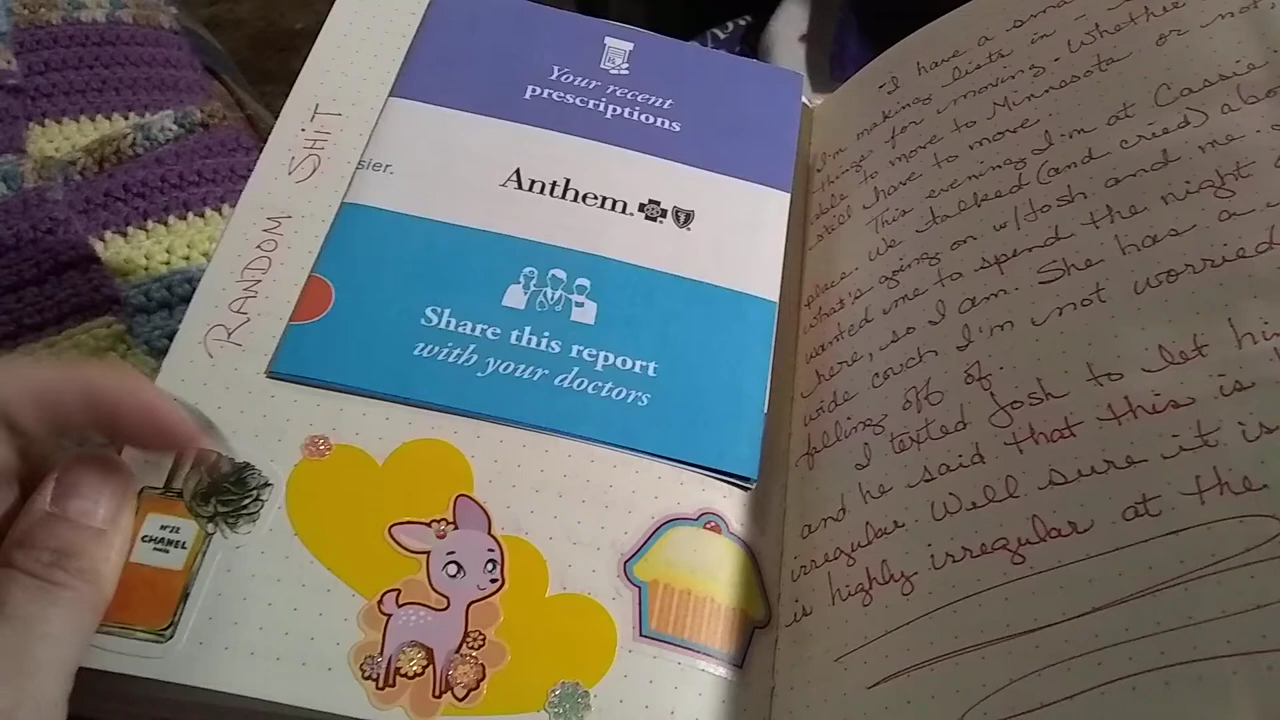 RANDOM SHIT
Your recent
prescriptions
sier.
Anthem.
Share this report
with your doctors
N°12
CHANEL
PARIS
"I have a sma
I'm making lists in -
things for moving. Whether
able to move to Minnasota or not,
still have to move.
This evening I'm at Cassie
place. We talked (and cried) abo
what's going on w/Josh and me.
wanted me to spend the night
here, so I am. She has a
wide couch I'm not worried
falling off of.
I texted Josh to let hi
and he said that this is
irregular. Well sure it is
is highly irregular at the